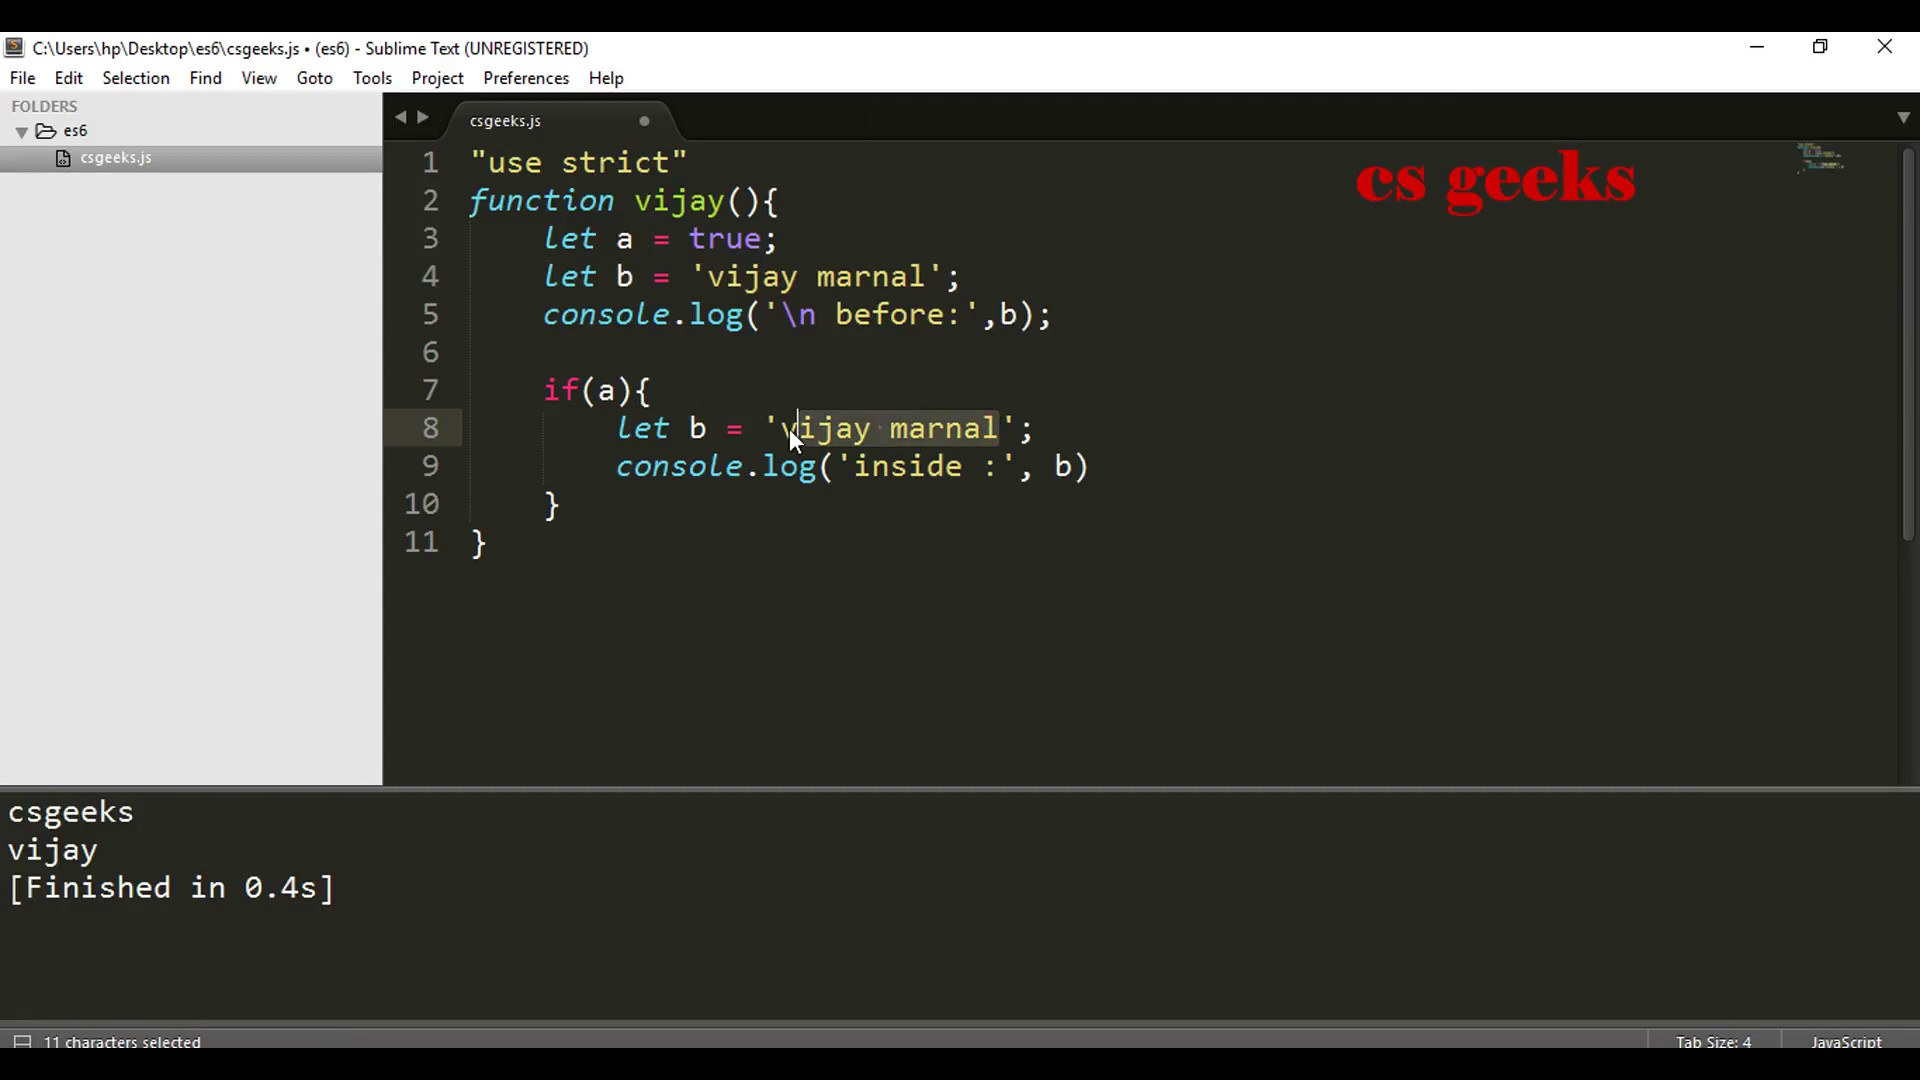 C:\Users\hp\Desktop\es6\csgeeks.js • (es6) - Sublime Text (UNREGISTERED)
File Edit Selection Find View Goto Tools Project Preferences Help
FOLDERS
es6
csgeeks.js
csgeeks.js
cs geeks
1 "use strict"
2 function vijay(){
3 let a = true;
4 let b = 'vijay marnal';
5 console.log('\n before:',b);
6
7 if(a){
8 let b = 'vijay marnal';
9 console.log('inside :', b)
10 }
11 }
csgeeks
vijay
[Finished in 0.4s]
11 characters selected Tab Size: 4 JavaScript